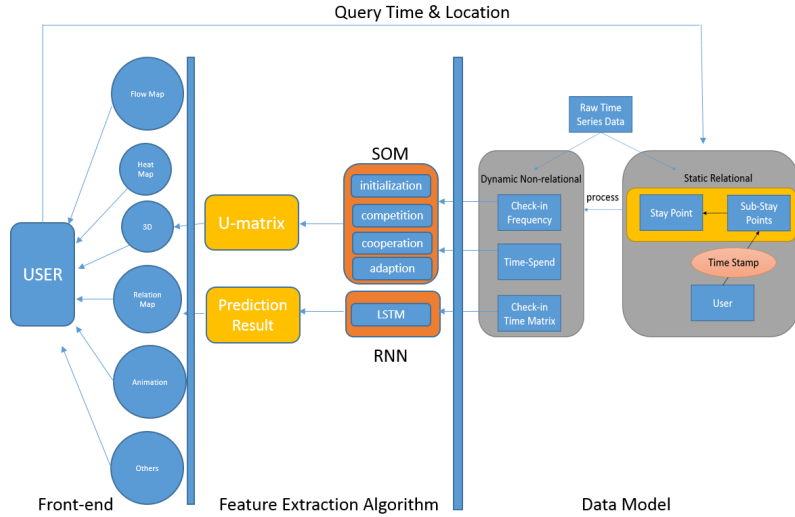 Query Time & Location
Flow Map
Heat
Map
3D
USER
Relation
Map
Animation
Others
Front-end
U-matrix
Prediction
Result
SOM
initialization
competition
cooperation
adaption
LSTM
RNN
Feature Extraction Algorithm
Raw Time
Series Data
Dynamic Non-relational
Check-in
Frequency
Time-Spend
Check-in
Time Matrix
process
Static Relational
Stay Point
Sub-Stay
Points
Time Stamp
User
Data Model